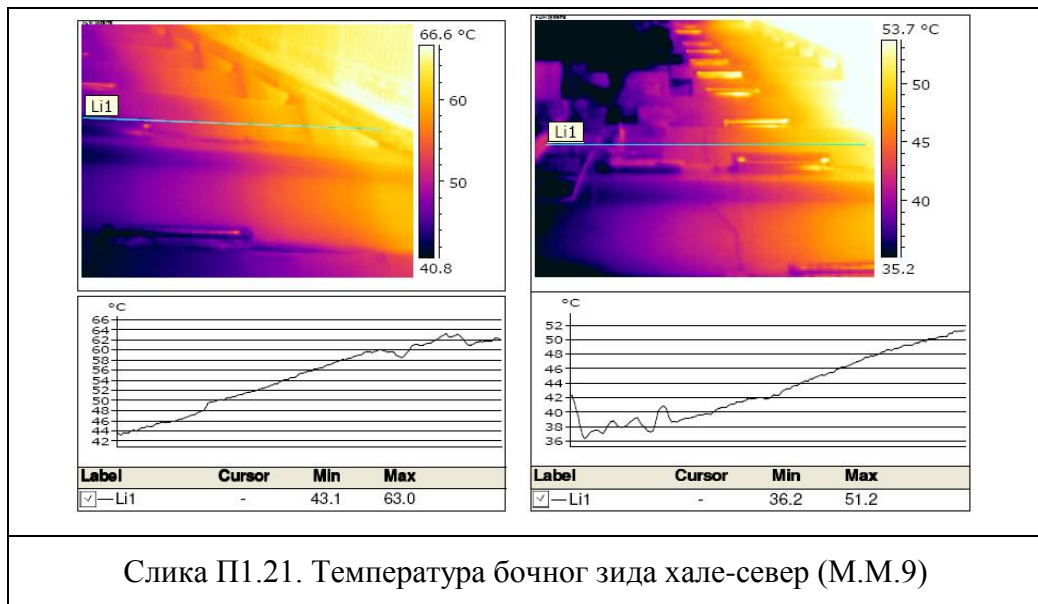 66.6 °C
60
50
40.8
Li1
53.7 °C
50
45
40
35.2
Li1
°C
66
64
62
60
58
56
54
52
50
48
46
44
42
Label Cursor Min Max
Li1 - 43.1 63.0
°C
52
50
48
46
44
42
40
38
36
Label Cursor Min Max
Li1 - 36.2 51.2
Слика П1.21. Температура бочног зида хале-север (М.М.9)